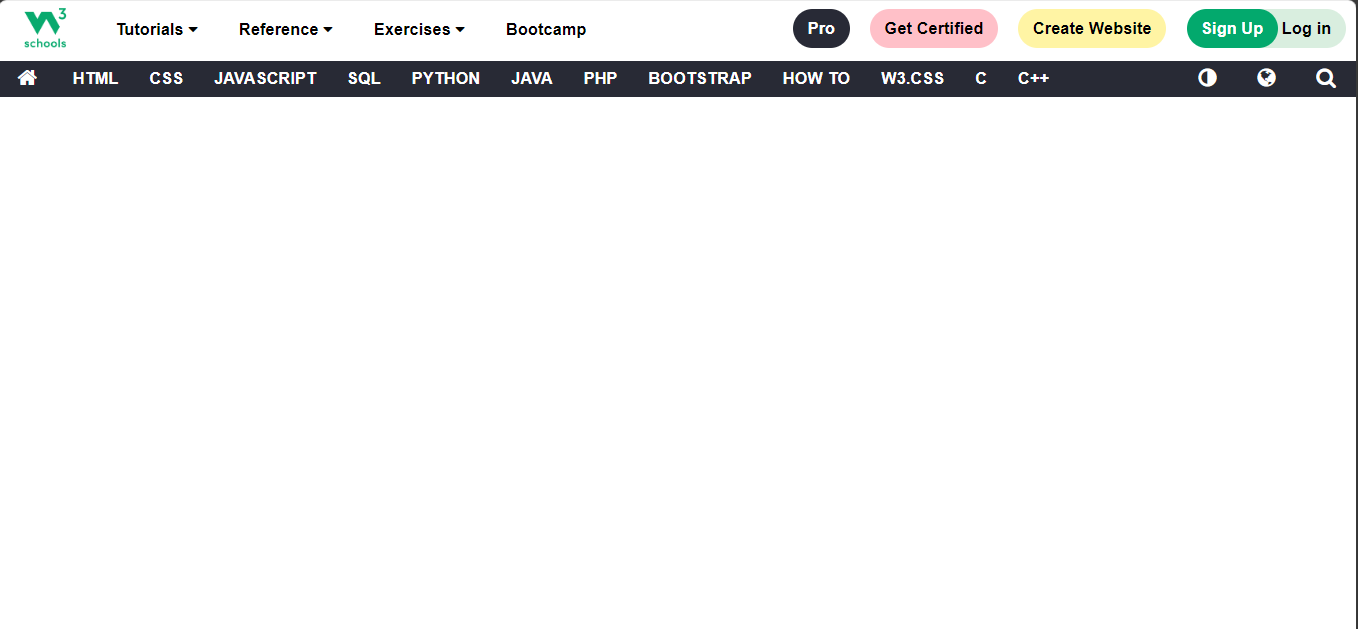 W3 schools Tutorials Reference Exercises Bootcamp Pro Get Certified Create Website Sign Up Log in
HTML CSS JAVASCRIPT SQL PYTHON JAVA PHP BOOTSTRAP HOW TO W3.CSS C C++